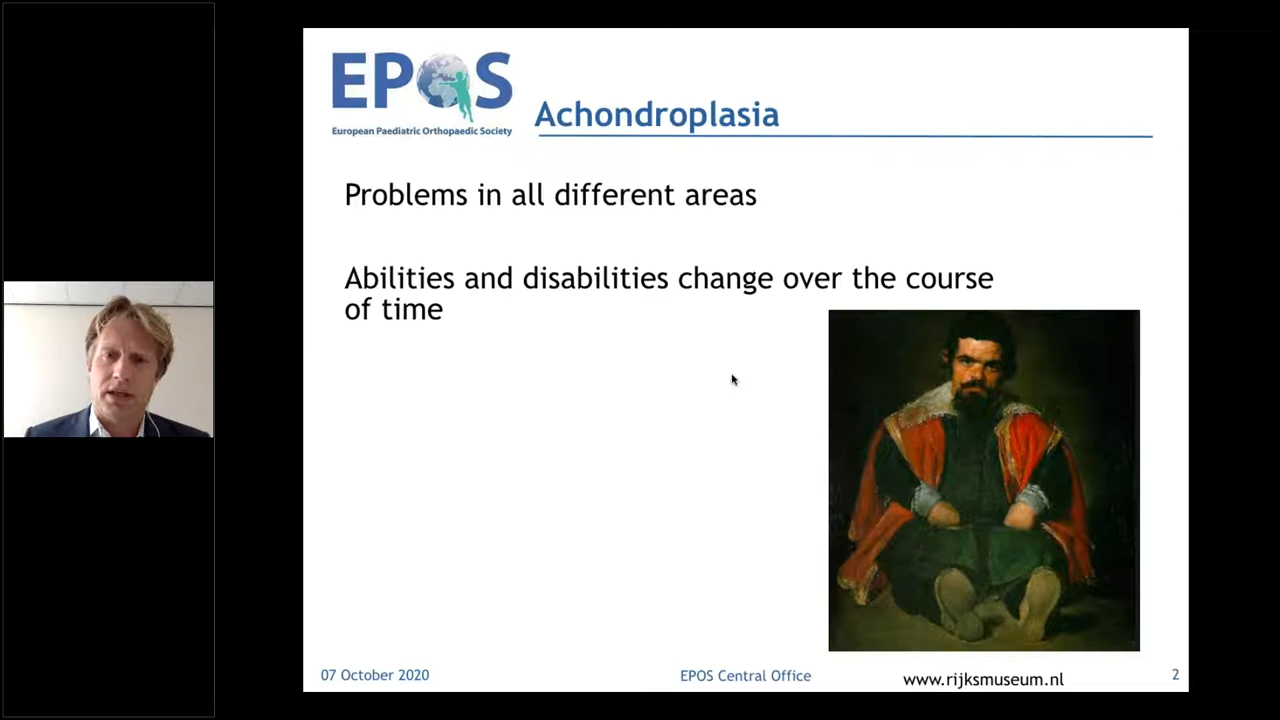 EPOS
European Paediatric Orthopaedic Society
Achondroplasia
Problems in all different areas
Abilities and disabilities change over the course
of time
07 October 2020
EPOS Central Office
www.rijksmuseum.nl
2